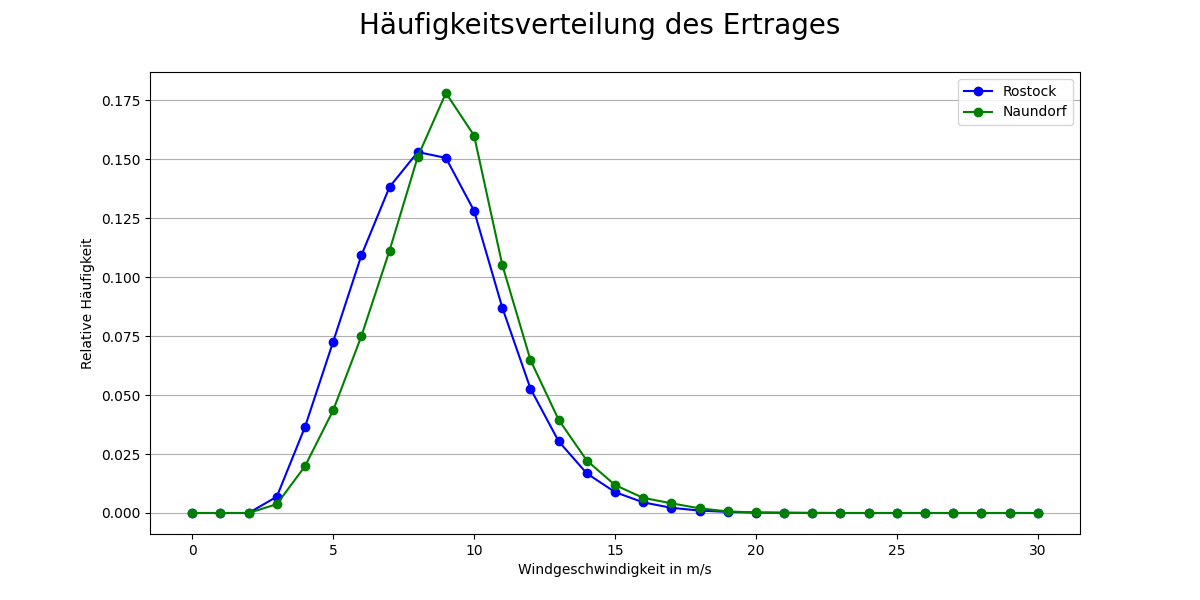 Häufigkeitsverteilung des Ertrages
Rostock
Naundorf
Relative Häufigkeit
0.175
0.150
0.125
0.100
0.075
0.050
0.025
0.000
0 5 10 15 20 25 30
Windgeschwindigkeit in m/s